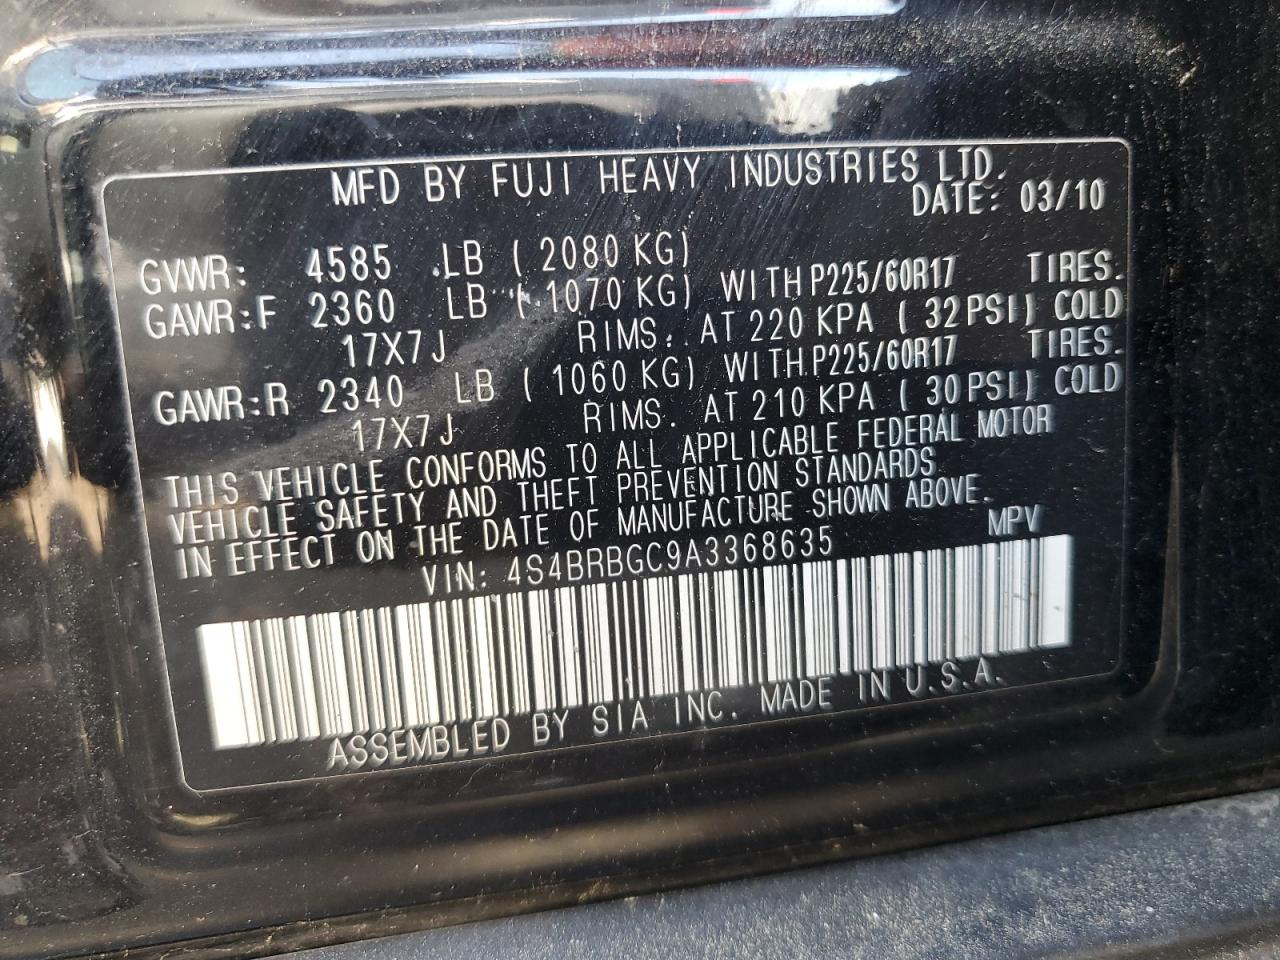 MFD BY FUJI HEAVY INDUSTRIES LTD.
DATE: 03/10
GVWR: 4585 LB ( 2080 KG)
GAWR:F 2360 LB ( 1070 KG) WITH P225/60R17 TIRES.
17X7J RIMS. AT 220 KPA ( 32 PSI) COLD
GAWR:R 2340 LB ( 1060 KG) WITH P225/60R17 TIRES.
17X7J RIMS. AT 210 KPA ( 30 PSI) COLD
THIS VEHICLE CONFORMS TO ALL APPLICABLE FEDERAL MOTOR
VEHICLE SAFETY AND THEFT PREVENTION STANDARDS
IN EFFECT ON THE DATE OF MANUFACTURE SHOWN ABOVE.
VIN: 4S4BRBGC9A3368635 MPV
ASSEMBLED BY SIA INC. MADE IN U.S.A.